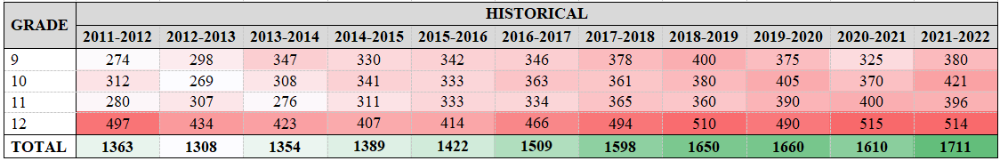 GRADE HISTORICAL
2011-2012 2012-2013 2013-2014 2014-2015 2015-2016 2016-2017 2017-2018 2018-2019 2019-2020 2020-2021 2021-2022
9 274 298 347 330 342 346 378 400 375 325 380
10 312 269 308 341 333 363 361 380 405 370 421
11 280 307 276 311 333 334 365 360 390 400 396
12 497 434 423 407 414 466 494 510 490 515 514
TOTAL 1363 1308 1354 1389 1422 1509 1598 1650 1660 1610 1711